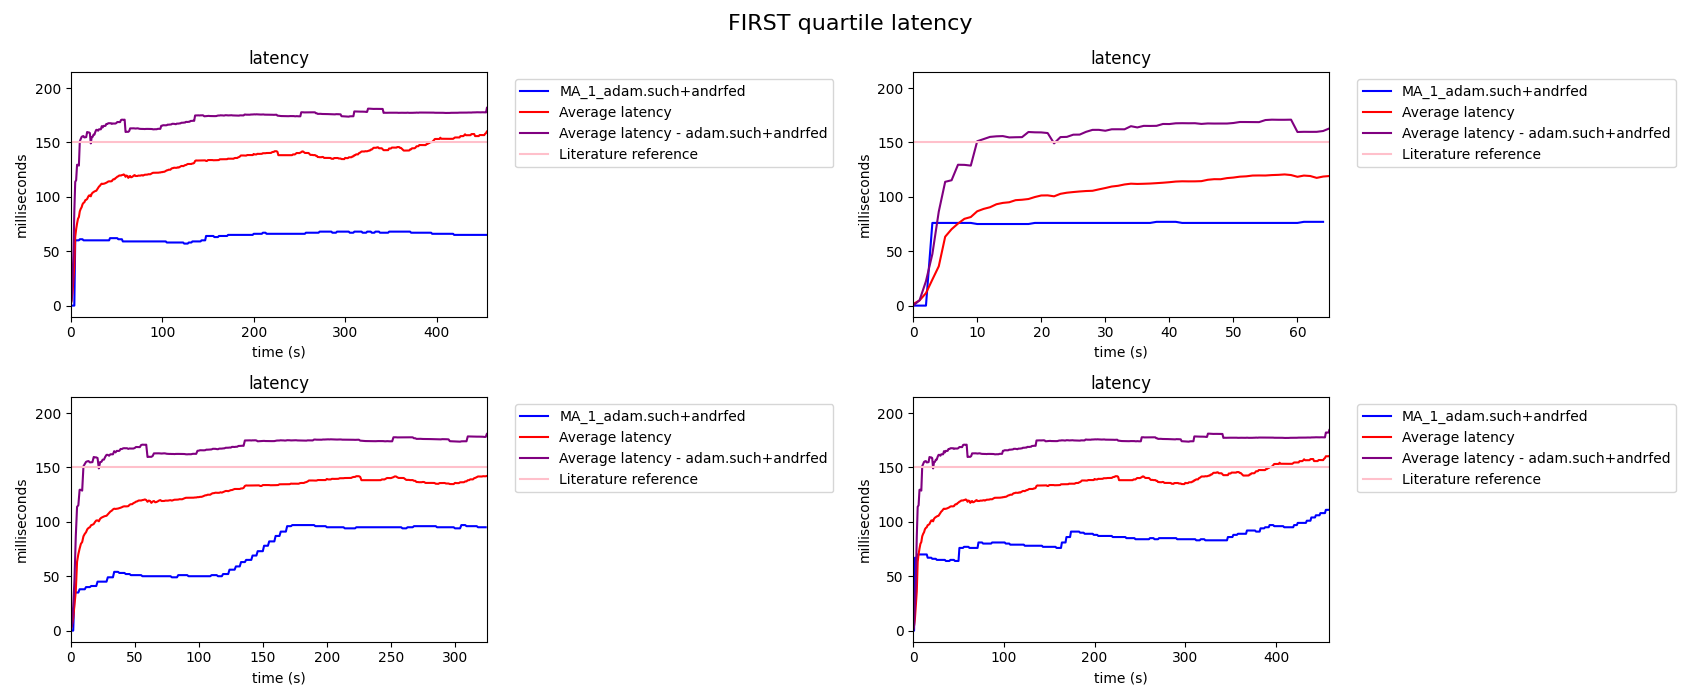 FIRST quartile latency
latency
200
150
100
50
0
milliseconds
0 100 200 300 400
time (s)
MA_1_adam.such+andrfed
Average latency
Average latency - adam.such+andrfed
Literature reference
latency
200
150
100
50
0
milliseconds
0 10 20 30 40 50 60
time (s)
MA_1_adam.such+andrfed
Average latency
Average latency - adam.such+andrfed
Literature reference
latency
200
150
100
50
0
milliseconds
0 50 100 150 200 250 300
time (s)
MA_1_adam.such+andrfed
Average latency
Average latency - adam.such+andrfed
Literature reference
latency
200
150
100
50
0
milliseconds
0 100 200 300 400
time (s)
MA_1_adam.such+andrfed
Average latency
Average latency - adam.such+andrfed
Literature reference